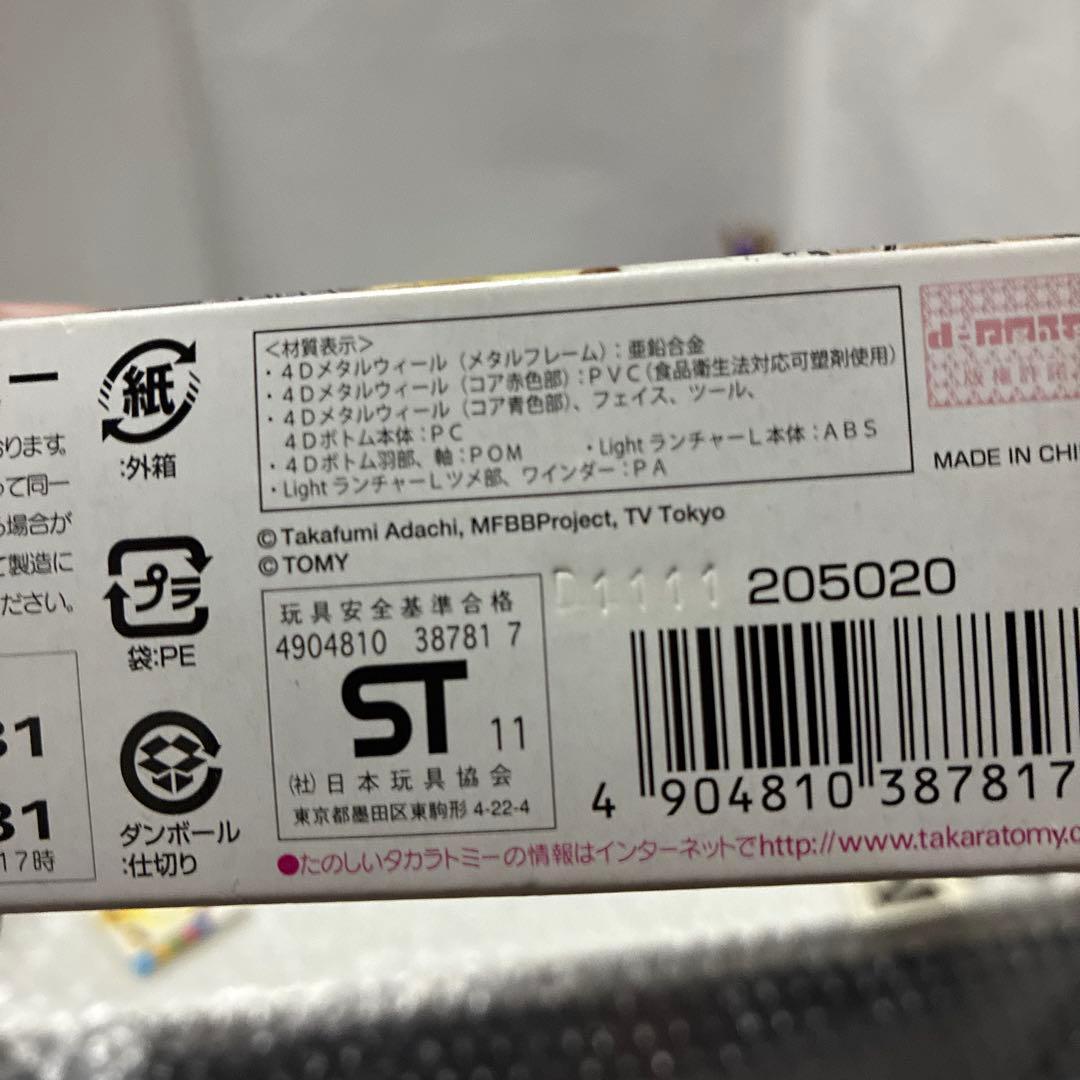 ー
おります。
って同一
る場合が
て製造に
ください。
31
31
17時
紙
:外箱
プラ
袋:PE
ダンボール
:仕切り
<材質表示>
・4Dメタルウィール（メタルフレーム）：亜鉛合金
・4Dメタルウィール（コア赤色部）：PVC（食品衛生法対応可塑剤使用）
・4Dメタルウィール（コア青色部）、フェイス、ツール、
4Dボトム本体：PC
・4Dボトム羽部、軸：POM ・LightランチャーL本体：ABS
・LightランチャーLツメ部、ワインダー：PA
©Takafumi Adachi, MFBBProject, TV Tokyo
©TOMY
玩具安全基準合格
4904810 38781 7
ST 11
（社）日本玩具協会
東京都墨田区東駒形 4-22-4
D1111
205020
4 904810 387817
版権許諾
MADE IN CHI
●たのしいタカラトミーの情報はインターネットでhttp://www.takaratomy.c